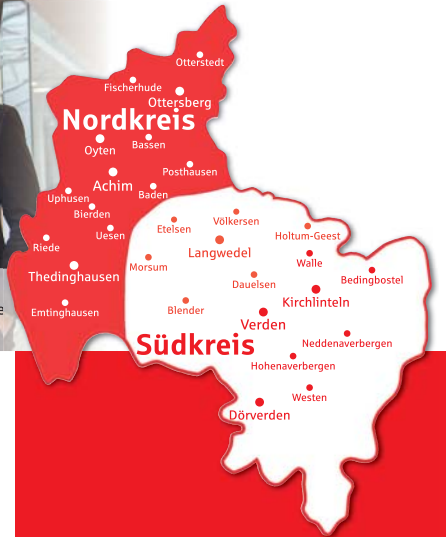 Otterstedt
Fischerhude
Ottersberg
Nordkreis
Oyten
Bassen
Posthausen
Achim
Baden
Uphusen
Bierden
Uesen
Riede
Thedinghausen
Emtinghausen
Völkersen
Etelsen
Holtum-Geest
Langwedel
Morsum
Walle
Bedingbostel
Dauelsen
Kirchlinteln
Blender
Verden
Südkreis
Neddenaverbergen
Hohenaverbergen
Westen
Dörverden